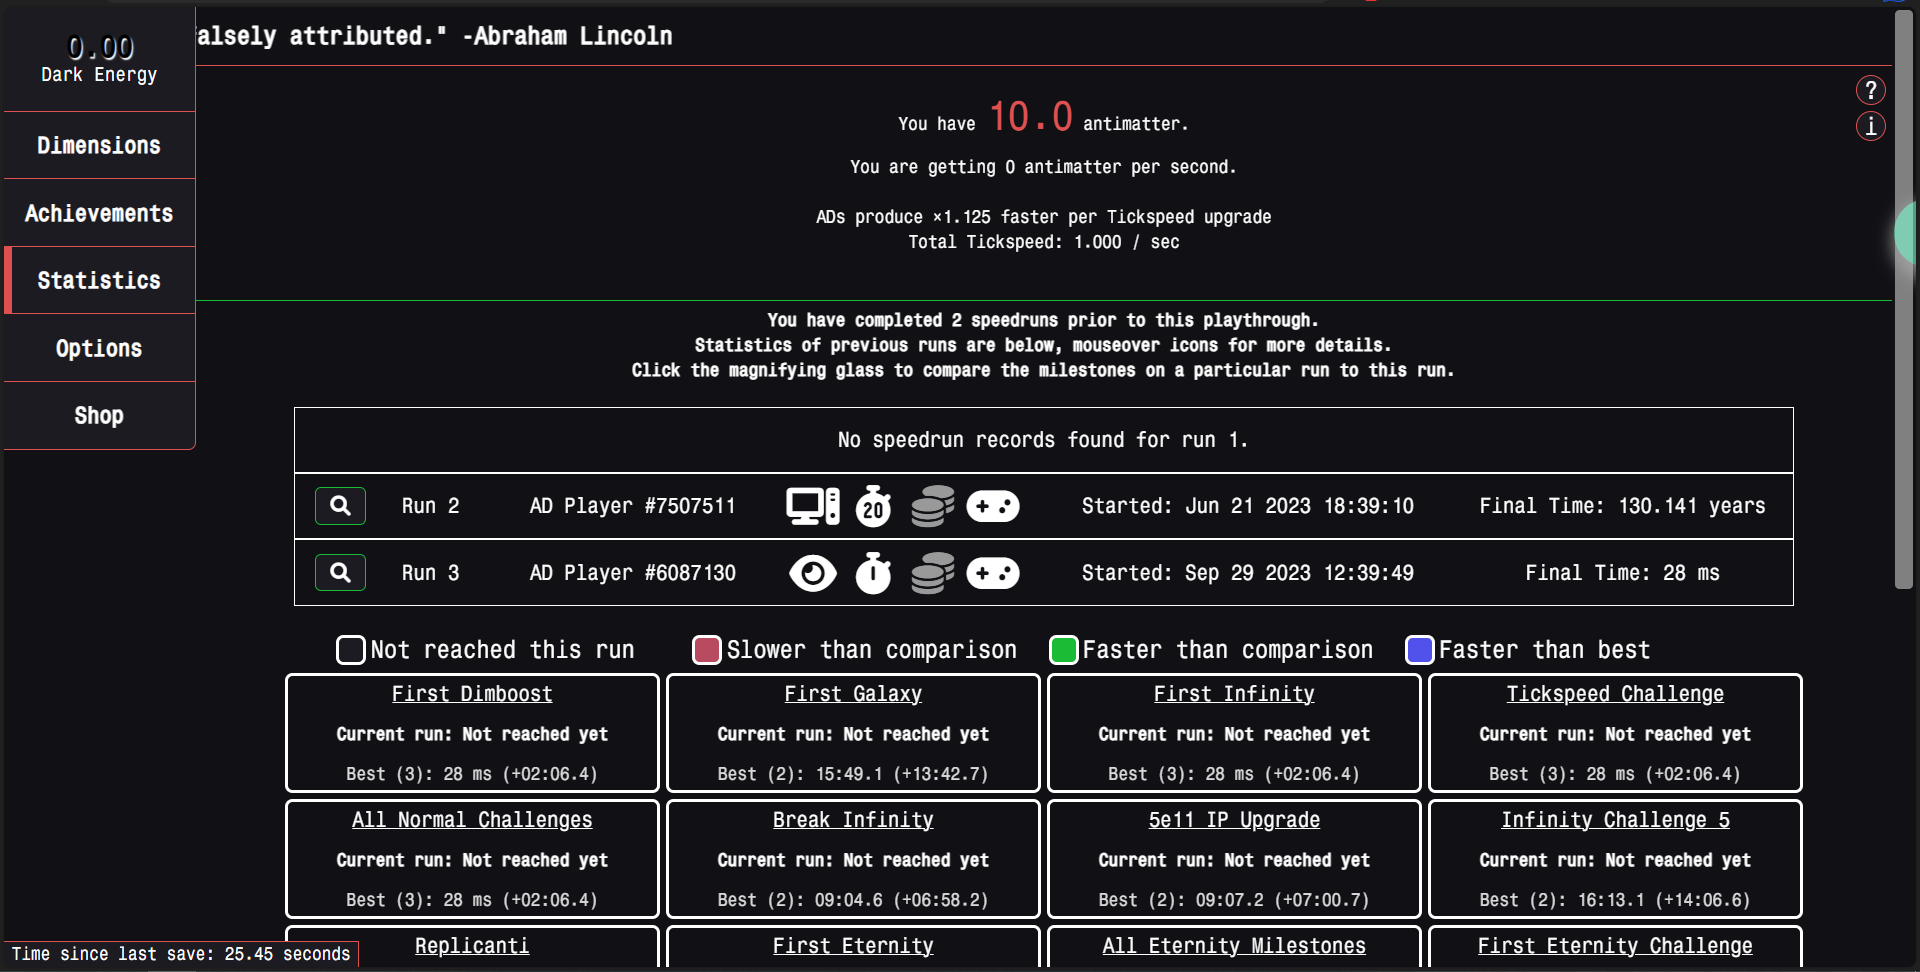 0.00
Dark Energy
Dimensions
Achievements
Statistics
Options
Shop
alsely attributed." -Abraham Lincoln
?
i
You have 10.0 antimatter.
You are getting 0 antimatter per second.
ADs produce ×1.125 faster per Tickspeed upgrade
Total Tickspeed: 1.000 / sec
You have completed 2 speedruns prior to this playthrough.
Statistics of previous runs are below, mouseover icons for more details.
Click the magnifying glass to compare the milestones on a particular run to this run.
No speedrun records found for run 1.
Run 2 AD Player #7507511 20 Started: Jun 21 2023 18:39:10 Final Time: 130.141 years
Run 3 AD Player #6087130 Started: Sep 29 2023 12:39:49 Final Time: 28 ms
Not reached this run Slower than comparison Faster than comparison Faster than best
First Dimboost
Current run: Not reached yet
Best (3): 28 ms (+02:06.4)
First Galaxy
Current run: Not reached yet
Best (2): 15:49.1 (+13:42.7)
First Infinity
Current run: Not reached yet
Best (3): 28 ms (+02:06.4)
Tickspeed Challenge
Current run: Not reached yet
Best (3): 28 ms (+02:06.4)
All Normal Challenges
Current run: Not reached yet
Best (3): 28 ms (+02:06.4)
Break Infinity
Current run: Not reached yet
Best (2): 09:04.6 (+06:58.2)
5e11 IP Upgrade
Current run: Not reached yet
Best (2): 09:07.2 (+07:00.7)
Infinity Challenge 5
Current run: Not reached yet
Best (2): 16:13.1 (+14:06.6)
Replicanti
First Eternity
All Eternity Milestones
First Eternity Challenge
Time since last save: 25.45 seconds